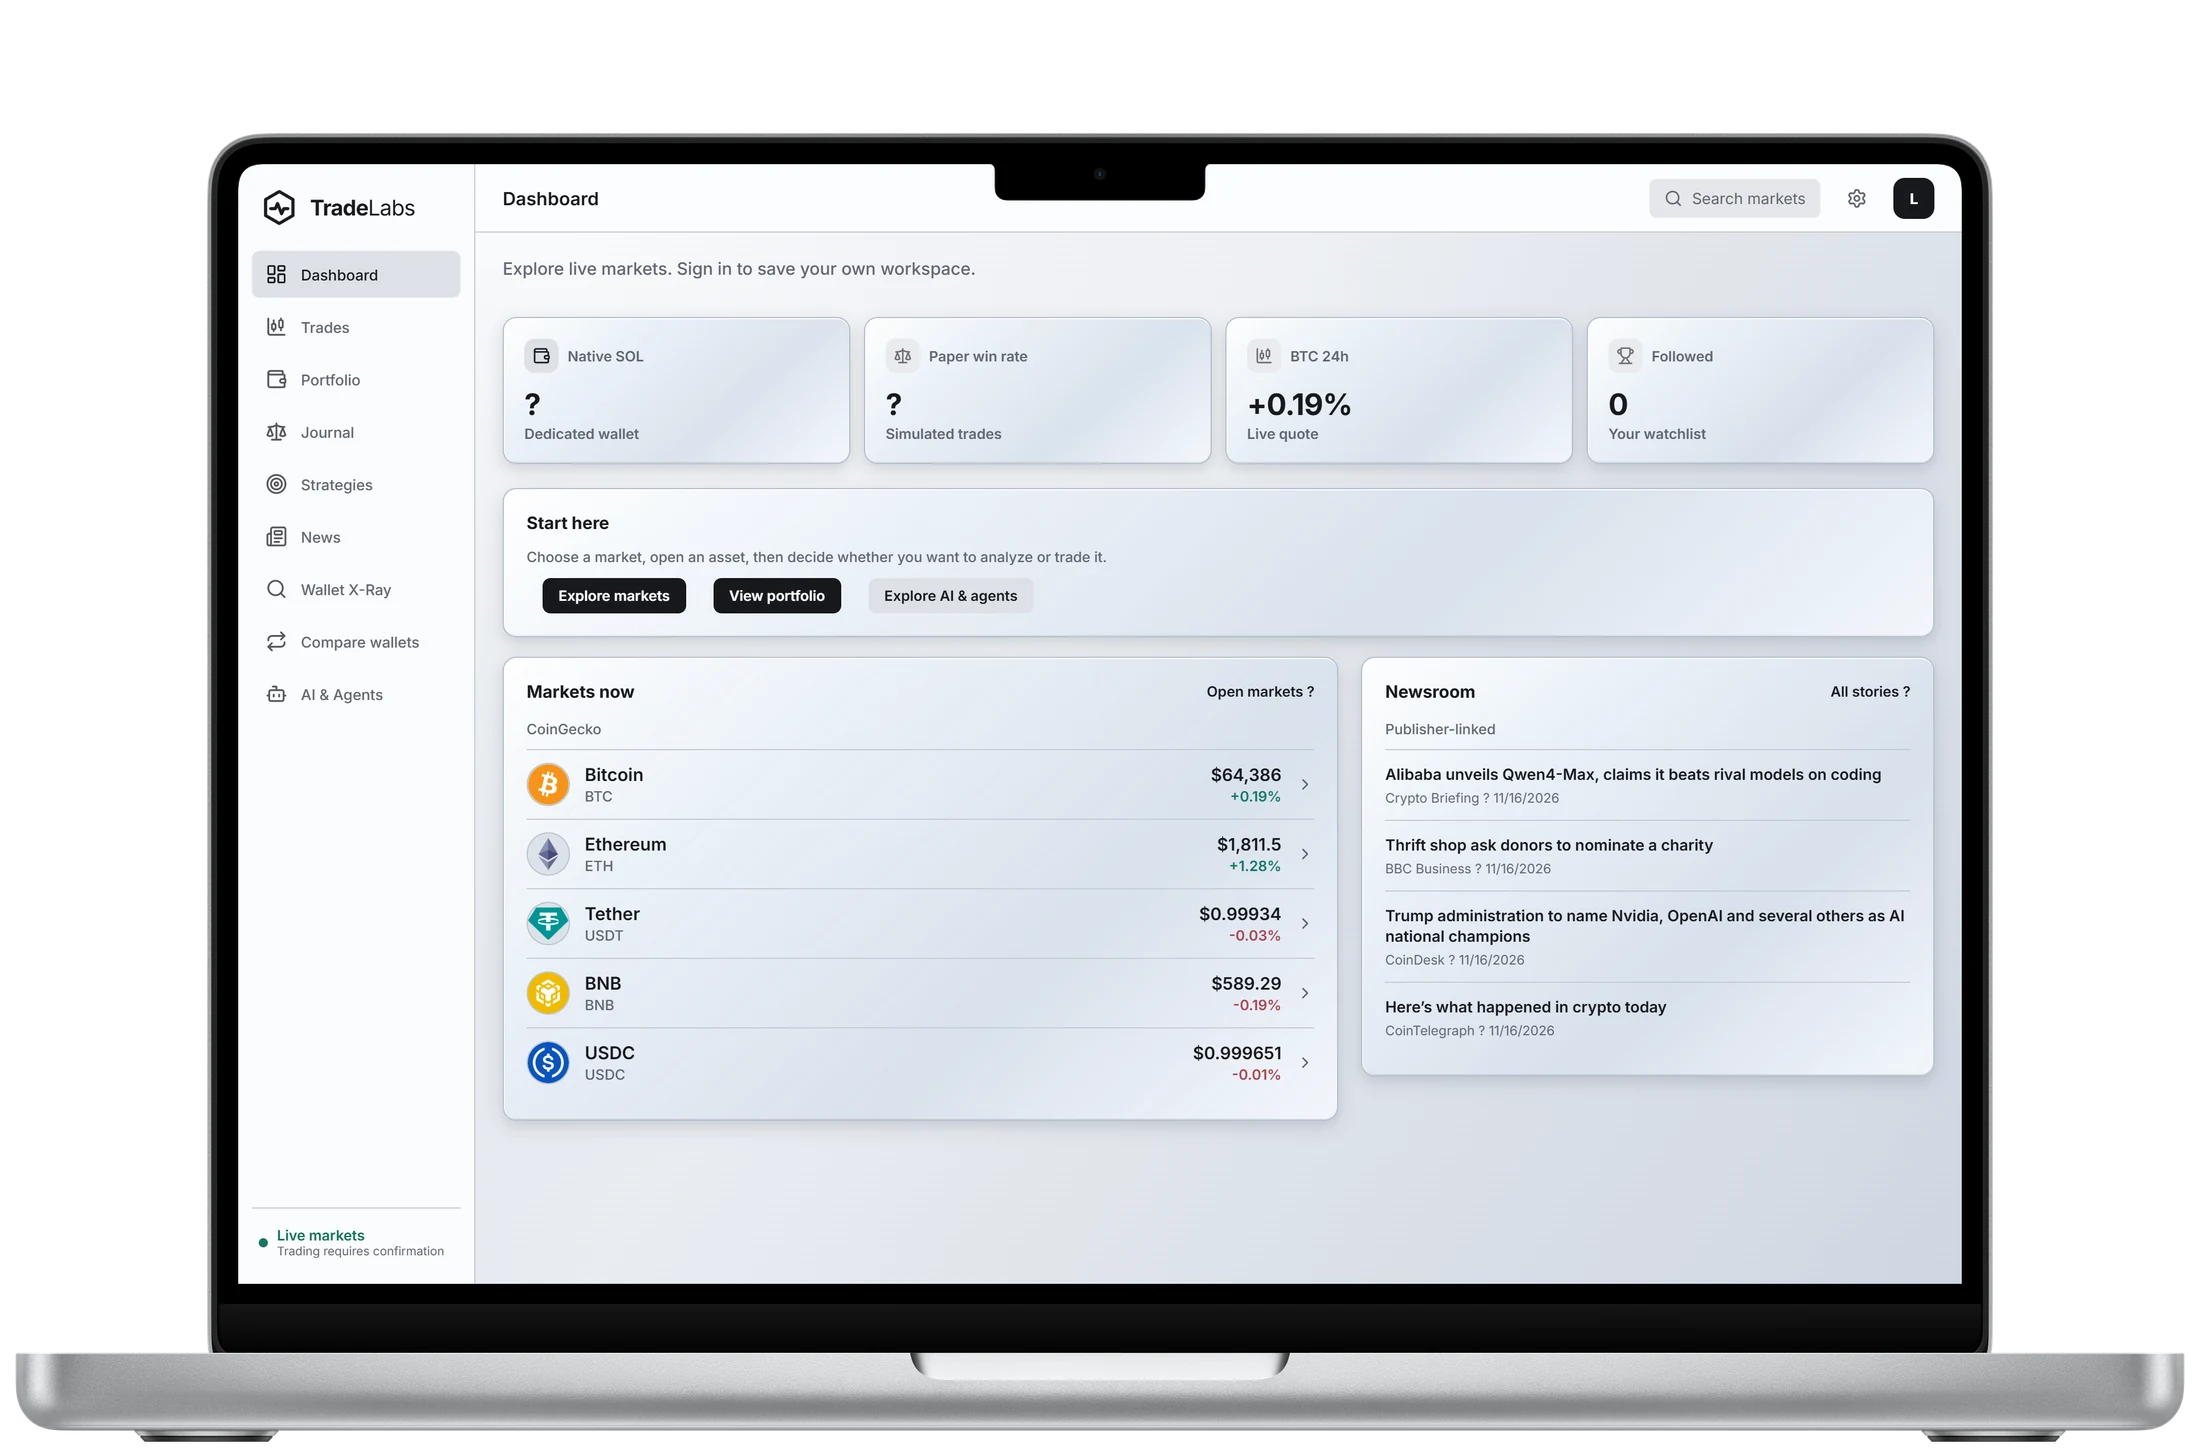 TradeLabs
Dashboard
Search markets
L
Dashboard
Trades
Portfolio
Journal
Strategies
News
Wallet X-Ray
Compare wallets
AI & Agents
Live markets
Trading requires confirmation
Explore live markets. Sign in to save your own workspace.
Native SOL
?
Dedicated wallet
Paper win rate
?
Simulated trades
BTC 24h
+0.19%
Live quote
Followed
0
Your watchlist
Start here
Choose a market, open an asset, then decide whether you want to analyze or trade it.
Explore markets
View portfolio
Explore AI & agents
Markets now
Open markets ?
CoinGecko
Bitcoin
BTC
$64,386
+0.19%
Ethereum
ETH
$1,811.5
+1.28%
Tether
USDT
$0.99934
-0.03%
BNB
BNB
$589.29
-0.19%
USDC
USDC
$0.999651
-0.01%
Newsroom
All stories ?
Publisher-linked
Alibaba unveils Qwen4-Max, claims it beats rival models on coding
Crypto Briefing ? 11/16/2026
Thrift shop ask donors to nominate a charity
BBC Business ? 11/16/2026
Trump administration to name Nvidia, OpenAI and several others as AI
national champions
CoinDesk ? 11/16/2026
Here's what happened in crypto today
CoinTelegraph ? 11/16/2026